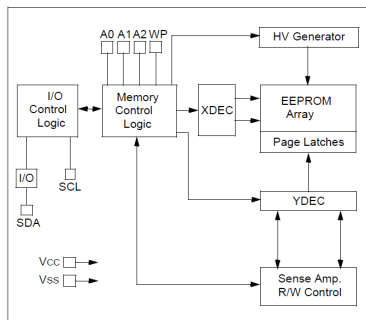 A0 A1 A2 WP
HV Generator
I/O
Control
Logic
Memory
Control
Logic
XDEC
EEPROM
Array
Page Latches
I/O
SCL
SDA
YDEC
Vcc
Vss
Sense Amp.
R/W Control